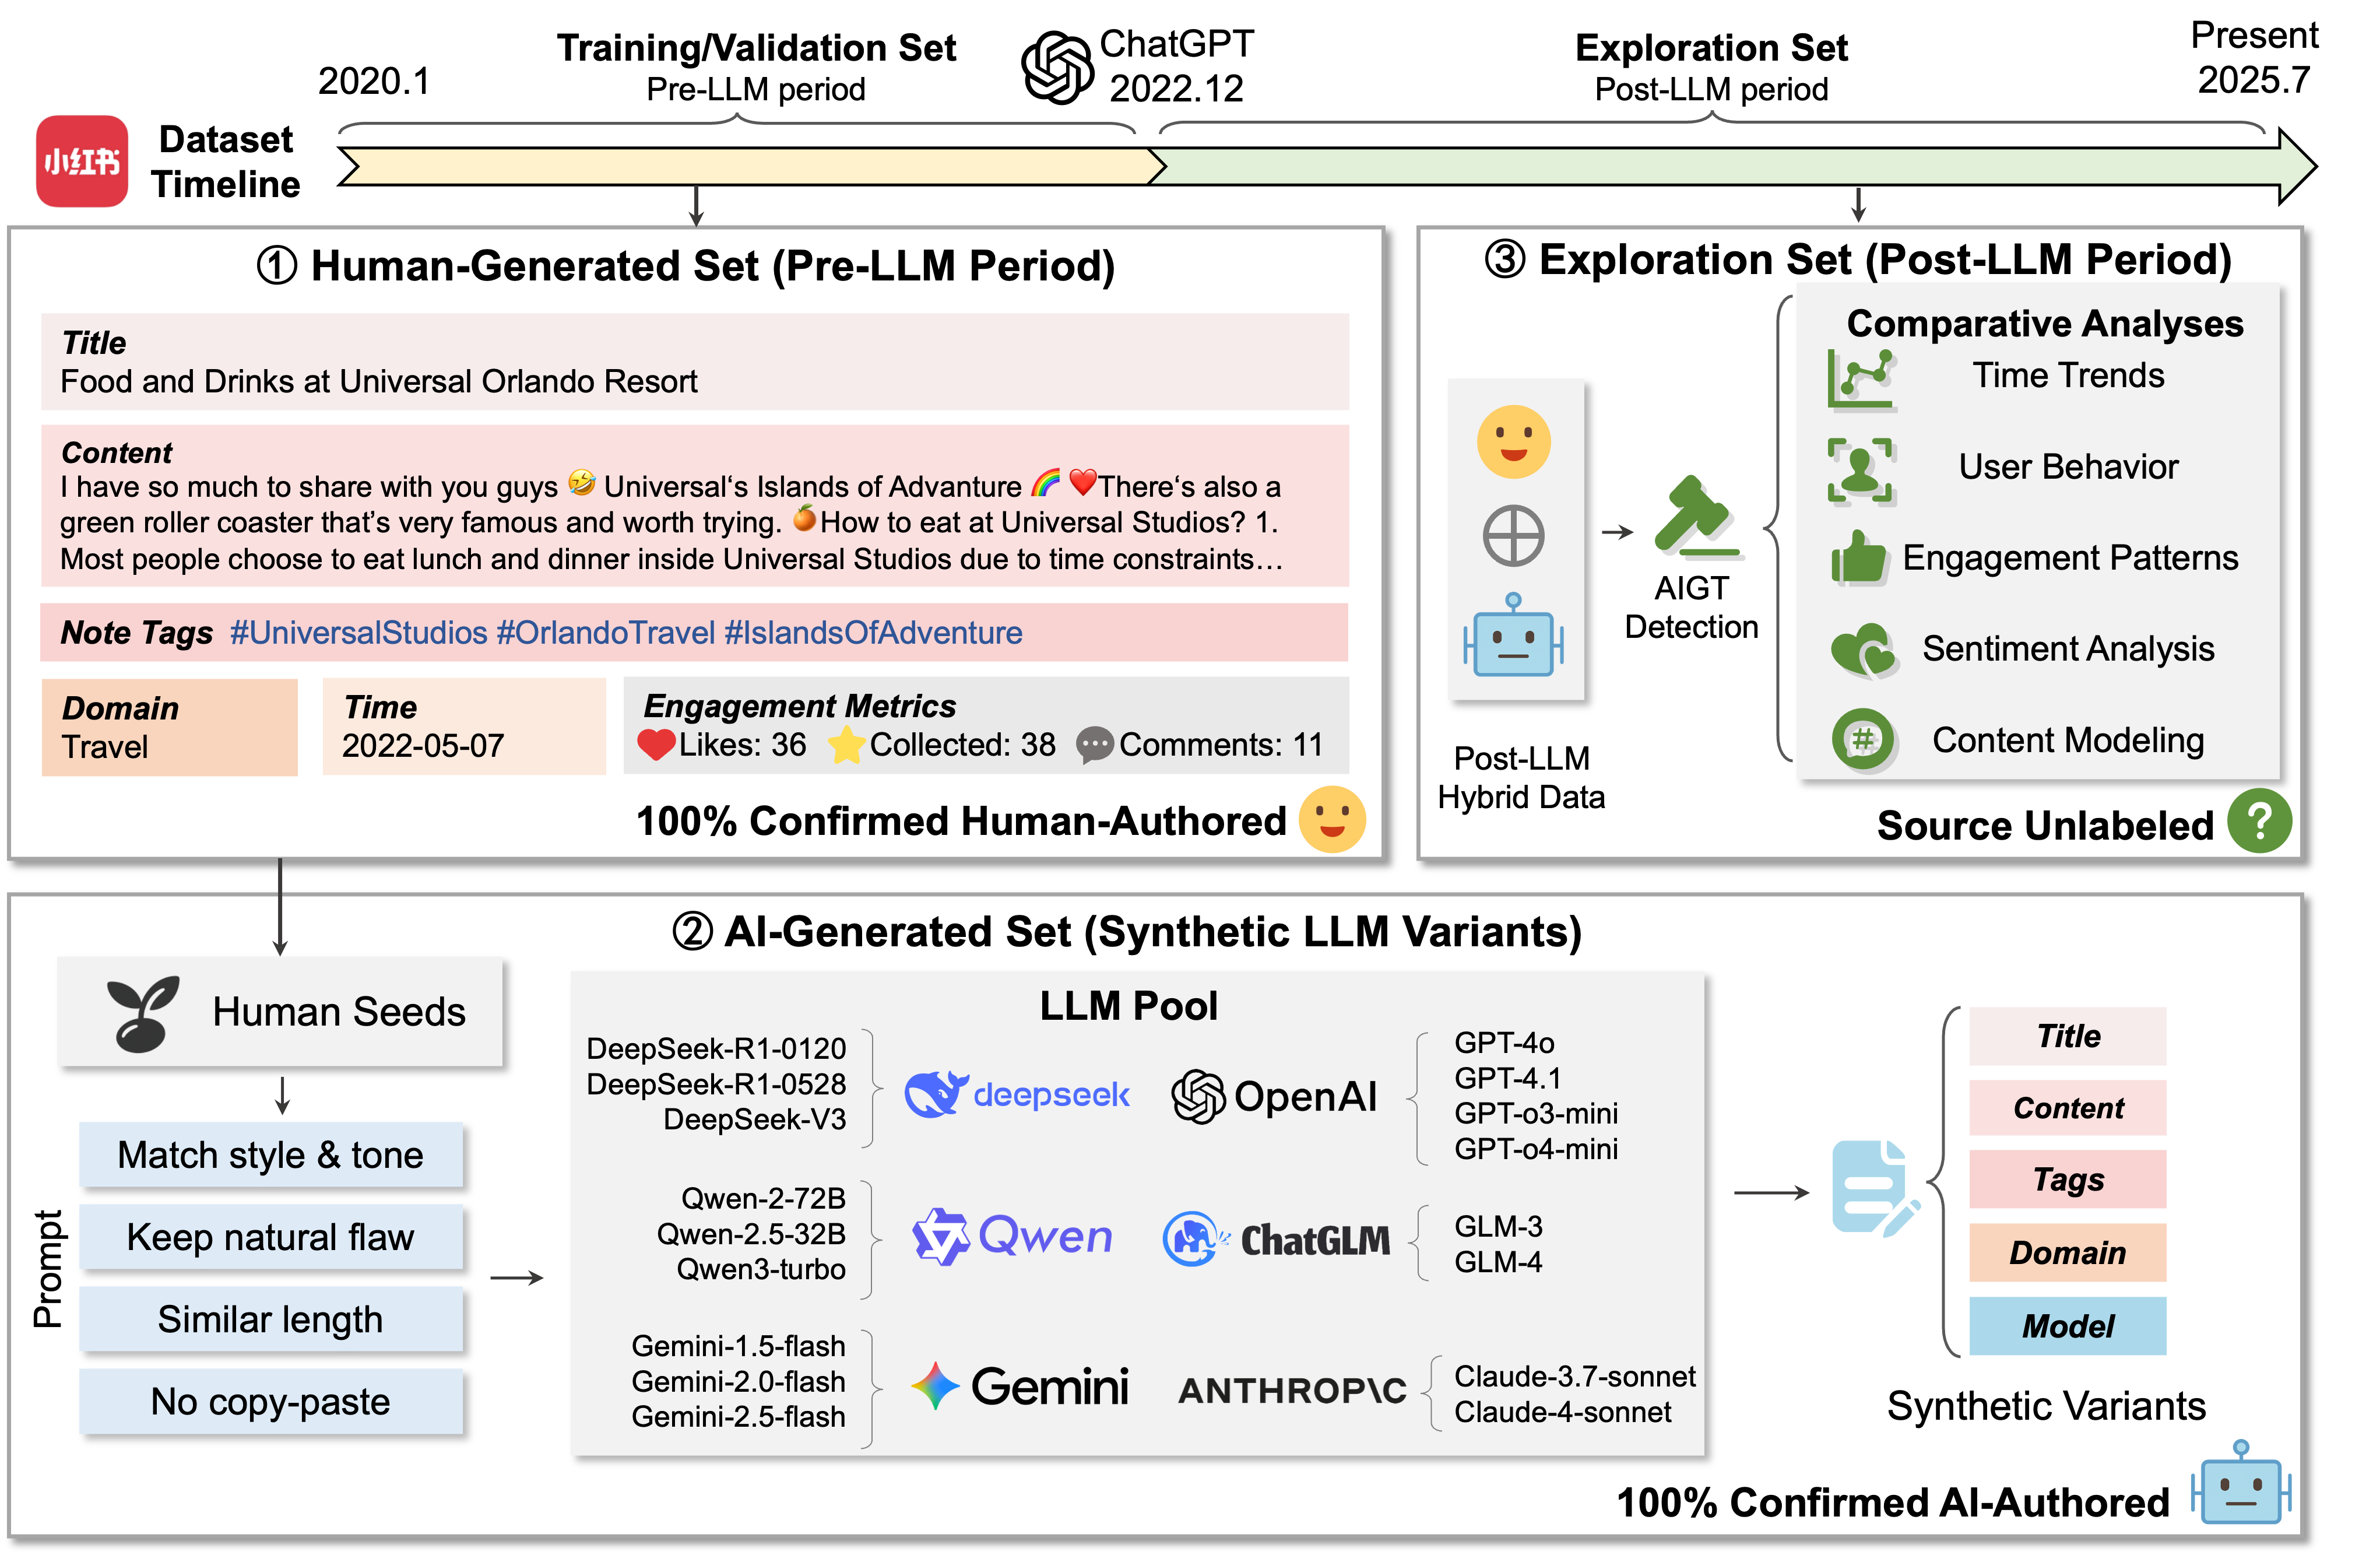 2020.1
Training/Validation Set
Pre-LLM period
ChatGPT
2022.12
Exploration Set
Post-LLM period
Present
2025.7
小红书
Dataset
Timeline
① Human-Generated Set (Pre-LLM Period)
Title
Food and Drinks at Universal Orlando Resort
Content
I have so much to share with you guys 🤣 Universal‘s Islands of Advanture 🌈 ❤️There‘s also a
green roller coaster that’s very famous and worth trying. 🍊How to eat at Universal Studios? 1.
Most people choose to eat lunch and dinner inside Universal Studios due to time constraints…
Note Tags #UniversalStudios #OrlandoTravel #IslandsOfAdventure
Domain
Travel
Time
2022-05-07
Engagement Metrics
Likes: 36 Collected: 38 Comments: 11
100% Confirmed Human-Authored
③ Exploration Set (Post-LLM Period)
Post-LLM
Hybrid Data
AIGT
Detection
Comparative Analyses
Time Trends
User Behavior
Engagement Patterns
Sentiment Analysis
# Content Modeling
Source Unlabeled ?
② AI-Generated Set (Synthetic LLM Variants)
Human Seeds
Prompt
Match style & tone
Keep natural flaw
Similar length
No copy-paste
LLM Pool
DeepSeek-R1-0120
DeepSeek-R1-0528
DeepSeek-V3
deepseek
OpenAI
GPT-4o
GPT-4.1
GPT-o3-mini
GPT-o4-mini
Qwen-2-72B
Qwen-2.5-32B
Qwen3-turbo
Qwen
ChatGLM
GLM-3
GLM-4
Gemini-1.5-flash
Gemini-2.0-flash
Gemini-2.5-flash
Gemini
ANTHROP\C
Claude-3.7-sonnet
Claude-4-sonnet
Title
Content
Tags
Domain
Model
Synthetic Variants
100% Confirmed AI-Authored